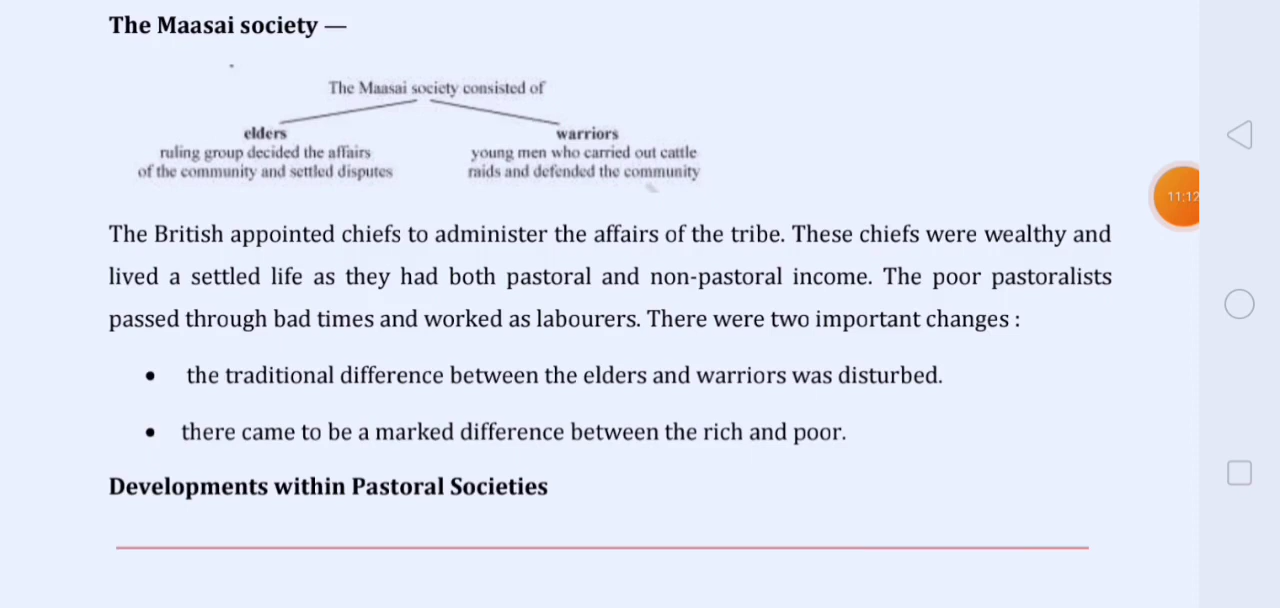 The Maasai society —
The Maasai society consisted of
elders
ruling group decided the affairs
of the community and settled disputes
warriors
young men who carried out cattle
raids and defended the community
11:12
The British appointed chiefs to administer the affairs of the tribe. These chiefs were wealthy and
lived a settled life as they had both pastoral and non-pastoral income. The poor pastoralists
passed through bad times and worked as labourers. There were two important changes :
• the traditional difference between the elders and warriors was disturbed.
• there came to be a marked difference between the rich and poor.
Developments within Pastoral Societies